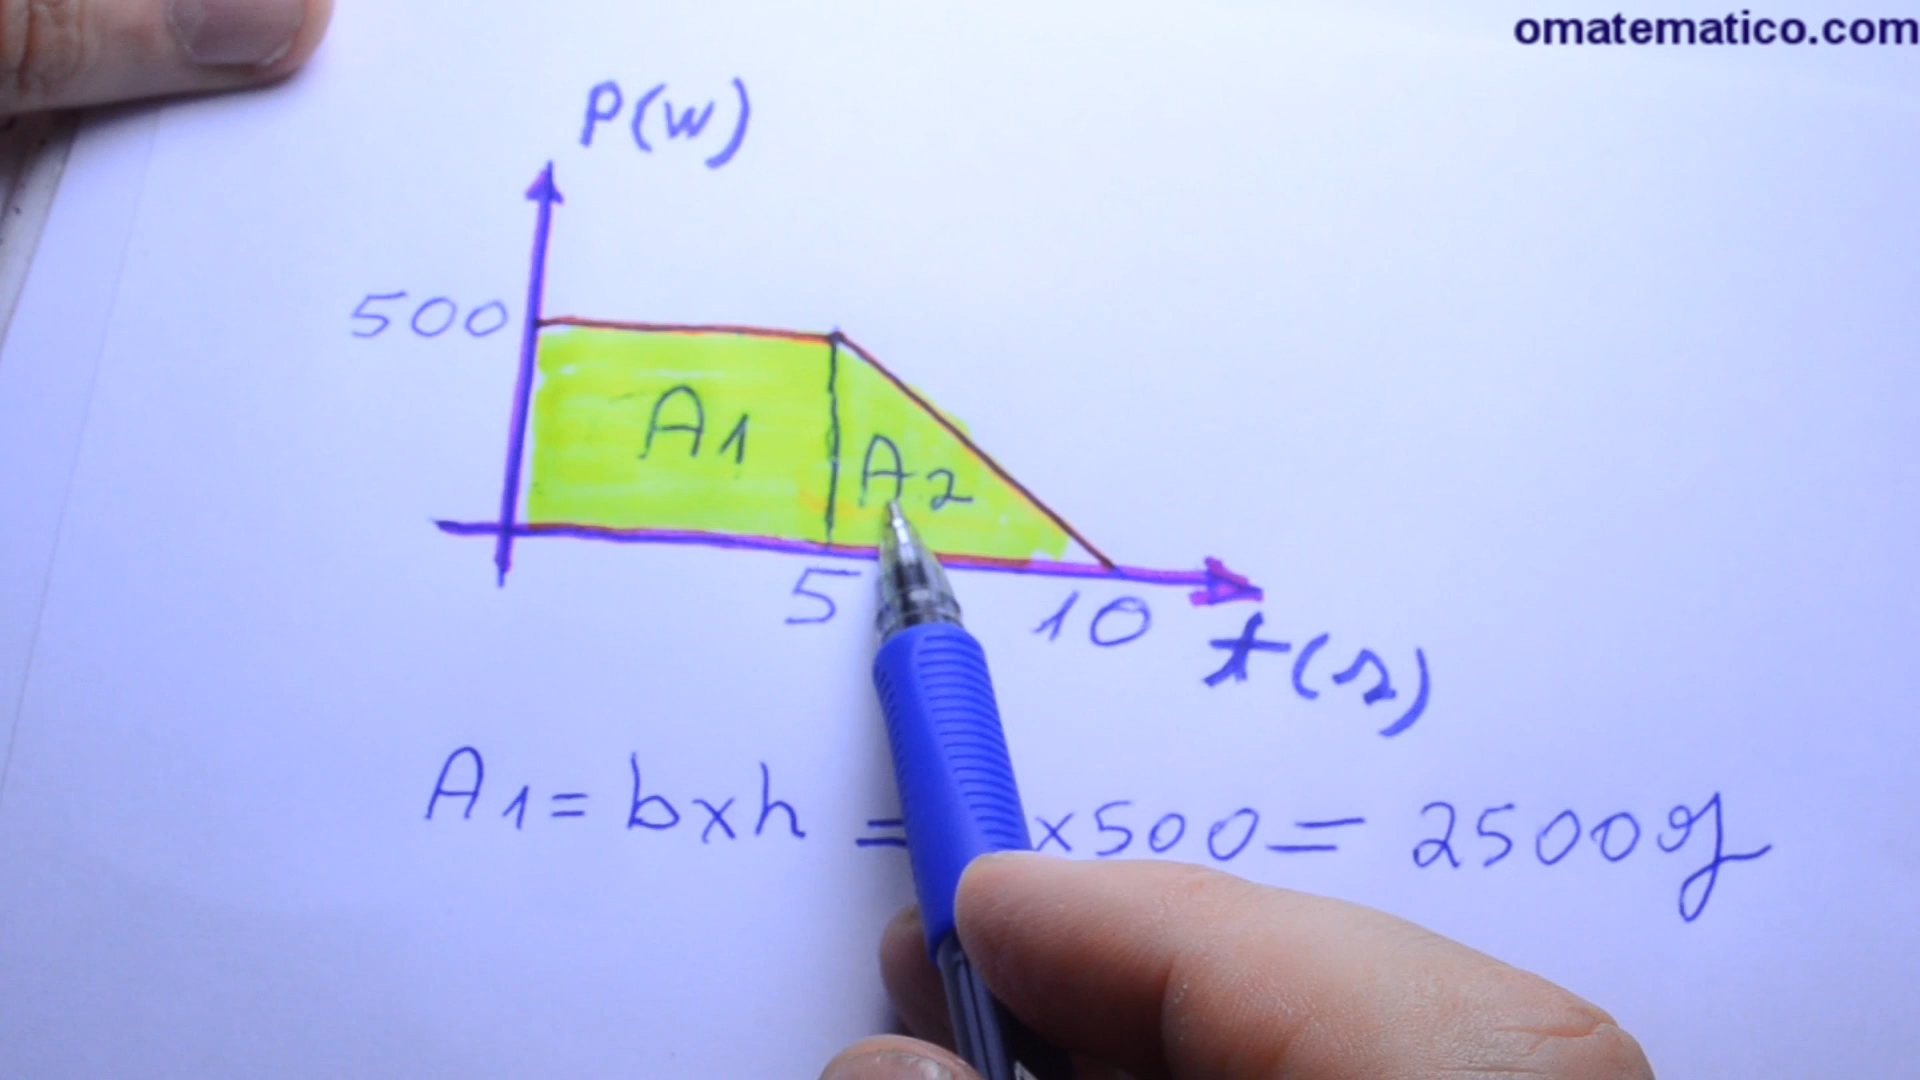 omatematico.com
P(w)
500
A1
A2
5 10
t(s)
A1 = bxh = x500 = 2500J